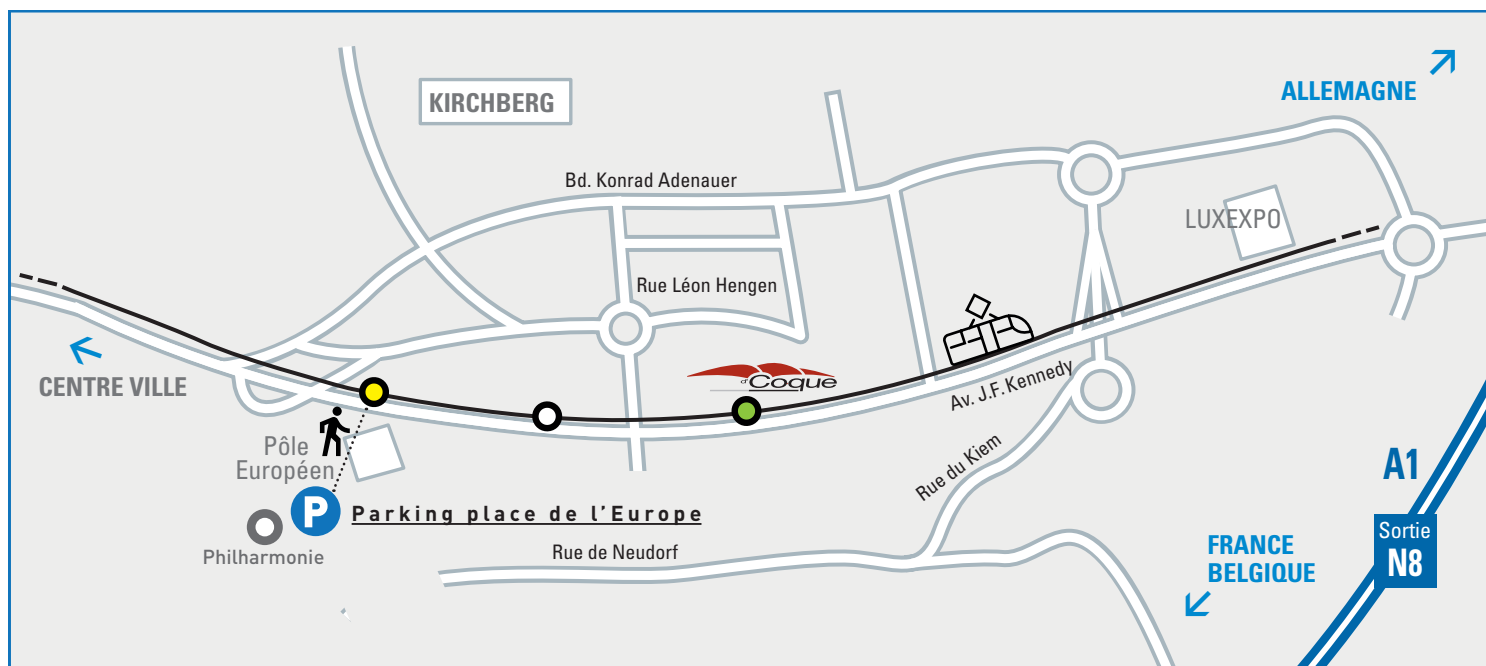 KIRCHBERG
ALLEMAGNE
Bd. Konrad Adenauer
LUXEXPO
Rue Léon Hengen
CENTRE VILLE
d'Coque
Av. J.F. Kennedy
Pôle
Européen
Rue du Kiem
A1
P
Parking place de l'Europe
Philharmonie
Rue de Neudorf
FRANCE
BELGIQUE
Sortie
N8